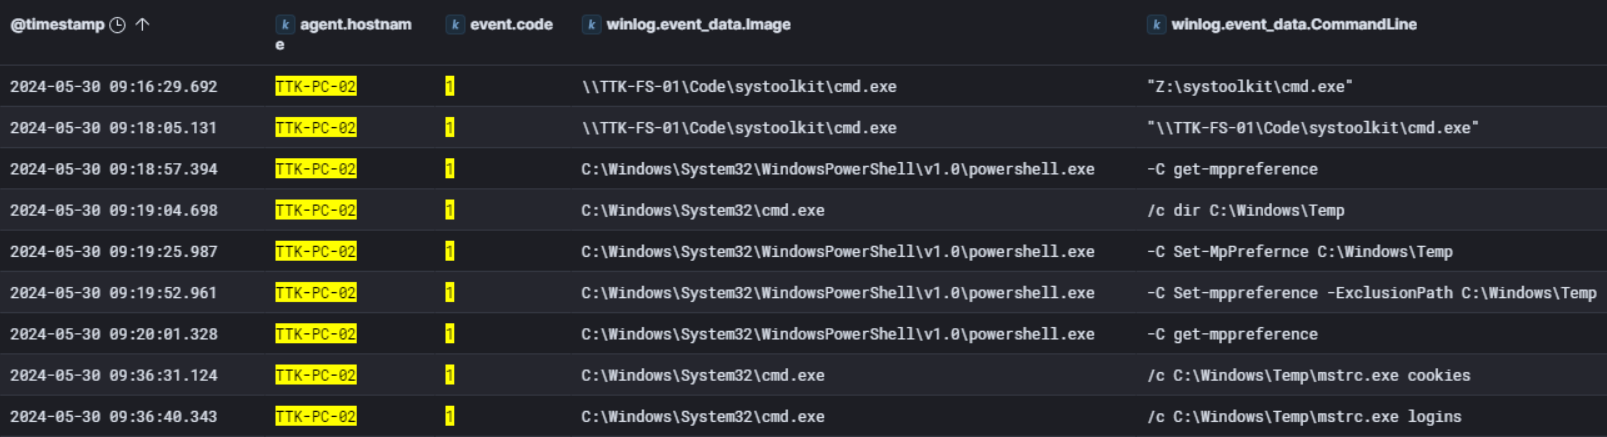 @timestamp ↑ k agent.hostnam k event.code k winlog.event_data.Image k winlog.event_data.CommandLine
e
2024-05-30 09:16:29.692 TTK-PC-02 1 \\TTK-FS-01\Code\systoolkit\cmd.exe "Z:\systoolkit\cmd.exe"
2024-05-30 09:18:05.131 TTK-PC-02 1 \\TTK-FS-01\Code\systoolkit\cmd.exe "\\TTK-FS-01\Code\systoolkit\cmd.exe"
2024-05-30 09:18:57.394 TTK-PC-02 1 C:\Windows\System32\WindowsPowerShell\v1.0\powershell.exe -C get-mppreference
2024-05-30 09:19:04.698 TTK-PC-02 1 C:\Windows\System32\cmd.exe /c dir C:\Windows\Temp
2024-05-30 09:19:25.987 TTK-PC-02 1 C:\Windows\System32\WindowsPowerShell\v1.0\powershell.exe -C Set-MpPrefernce C:\Windows\Temp
2024-05-30 09:19:52.961 TTK-PC-02 1 C:\Windows\System32\WindowsPowerShell\v1.0\powershell.exe -C Set-mppreference -ExclusionPath C:\Windows\Temp
2024-05-30 09:20:01.328 TTK-PC-02 1 C:\Windows\System32\WindowsPowerShell\v1.0\powershell.exe -C get-mppreference
2024-05-30 09:36:31.124 TTK-PC-02 1 C:\Windows\System32\cmd.exe /c C:\Windows\Temp\mstrc.exe cookies
2024-05-30 09:36:40.343 TTK-PC-02 1 C:\Windows\System32\cmd.exe /c C:\Windows\Temp\mstrc.exe logins